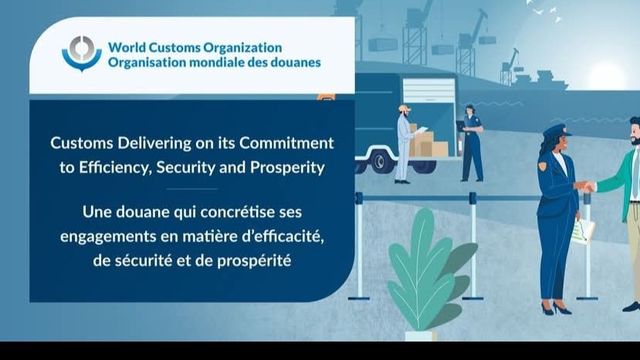 World Customs Organization
Organisation mondiale des douanes
Customs Delivering on its Commitment
to Efficiency, Security and Prosperity
Une douane qui concrétise ses
engagements en matière d'efficacité,
de sécurité et de prospérité